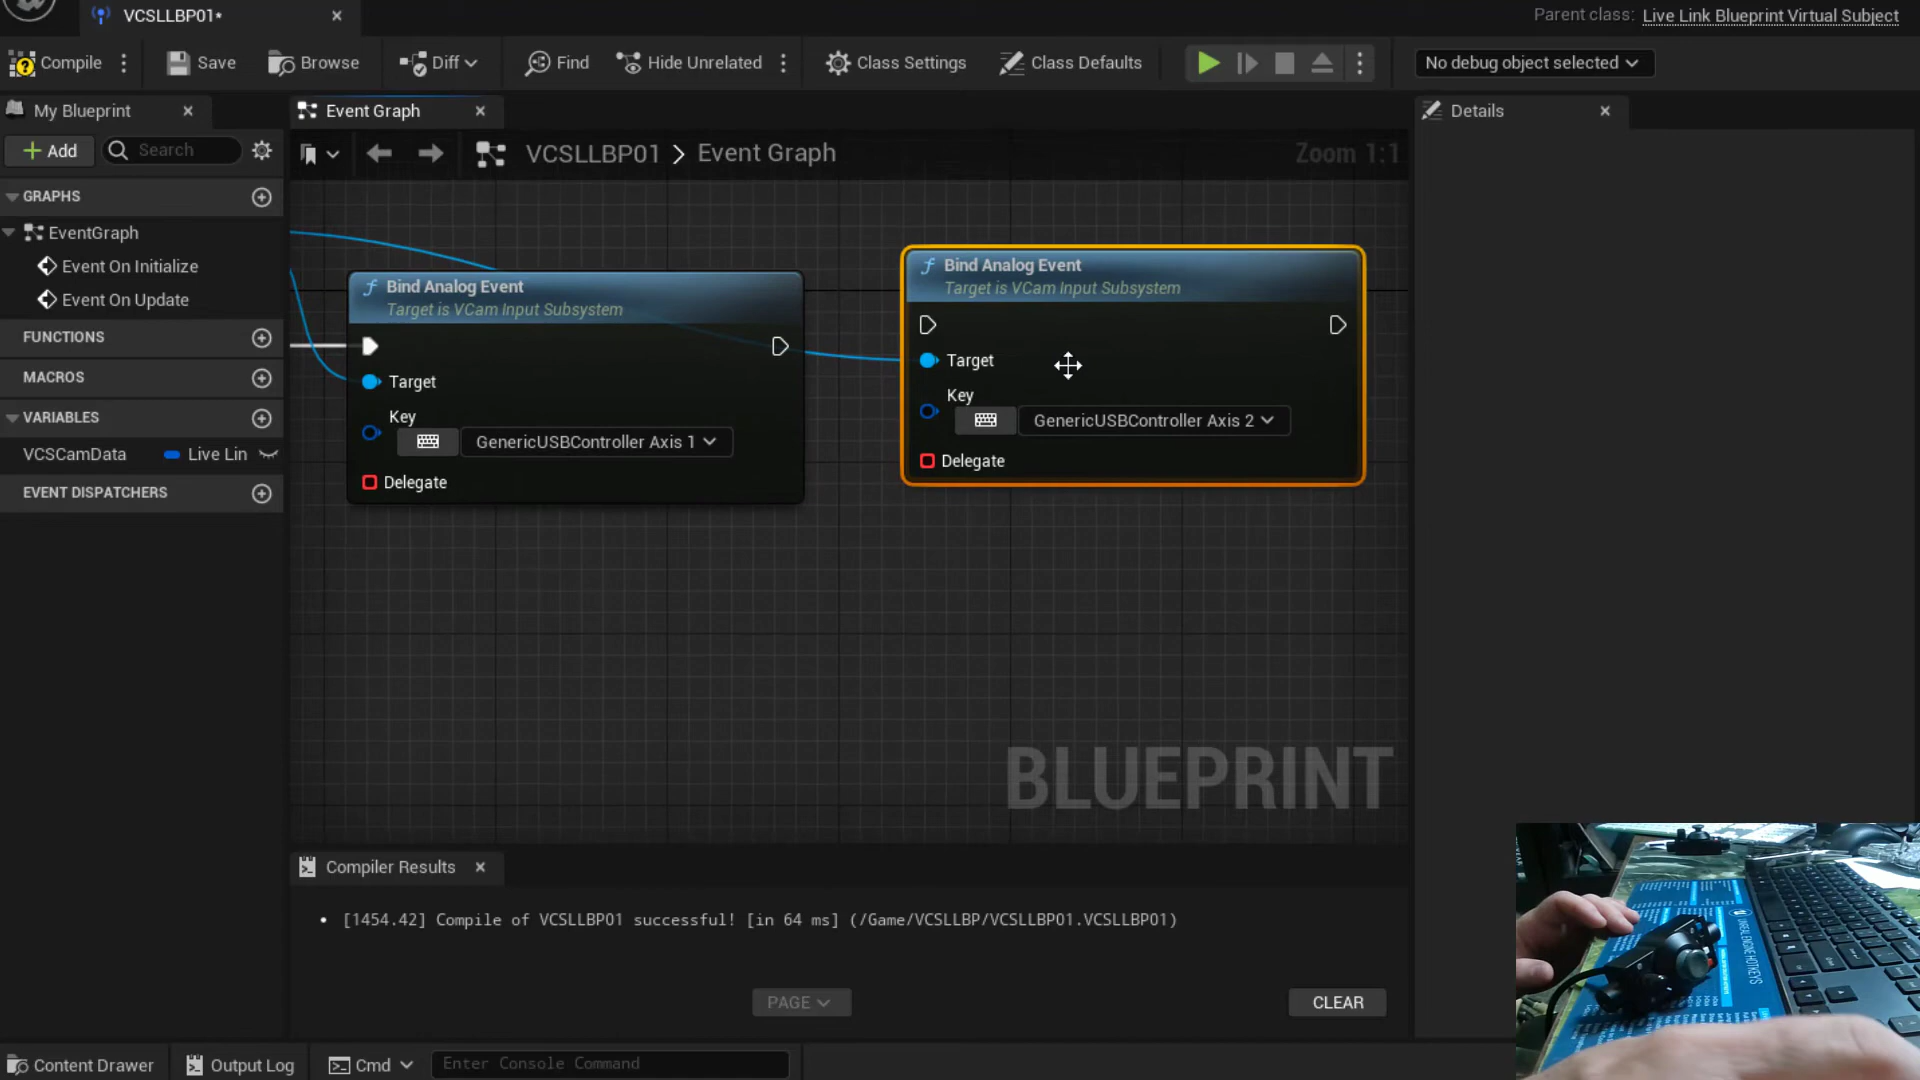 VCSLLBP01*
Parent class: Live Link Blueprint Virtual Subject
Compile
Save
Browse
Diff
Find
Hide Unrelated
Class Settings
Class Defaults
No debug object selected
My Blueprint
Event Graph
Details
Add
Search
VCSLLBP01 > Event Graph
Zoom 1:1
GRAPHS
EventGraph
Event On Initialize
Event On Update
FUNCTIONS
MACROS
VARIABLES
VCSCamData
Live Lin
EVENT DISPATCHERS
Bind Analog Event
Target is VCam Input Subsystem
Target
Key
GenericUSBController Axis 1
Delegate
Bind Analog Event
Target is VCam Input Subsystem
Target
Key
GenericUSBController Axis 2
Delegate
BLUEPRINT
Compiler Results
• [1454.42] Compile of VCSLLBP01 successful! [in 64 ms] (/Game/VCSLLBP/VCSLLBP01.VCSLLBP01)
PAGE
CLEAR
UNREAL ENGINE HOTKEYS
Content Drawer
Output Log
Cmd
Enter Console Command